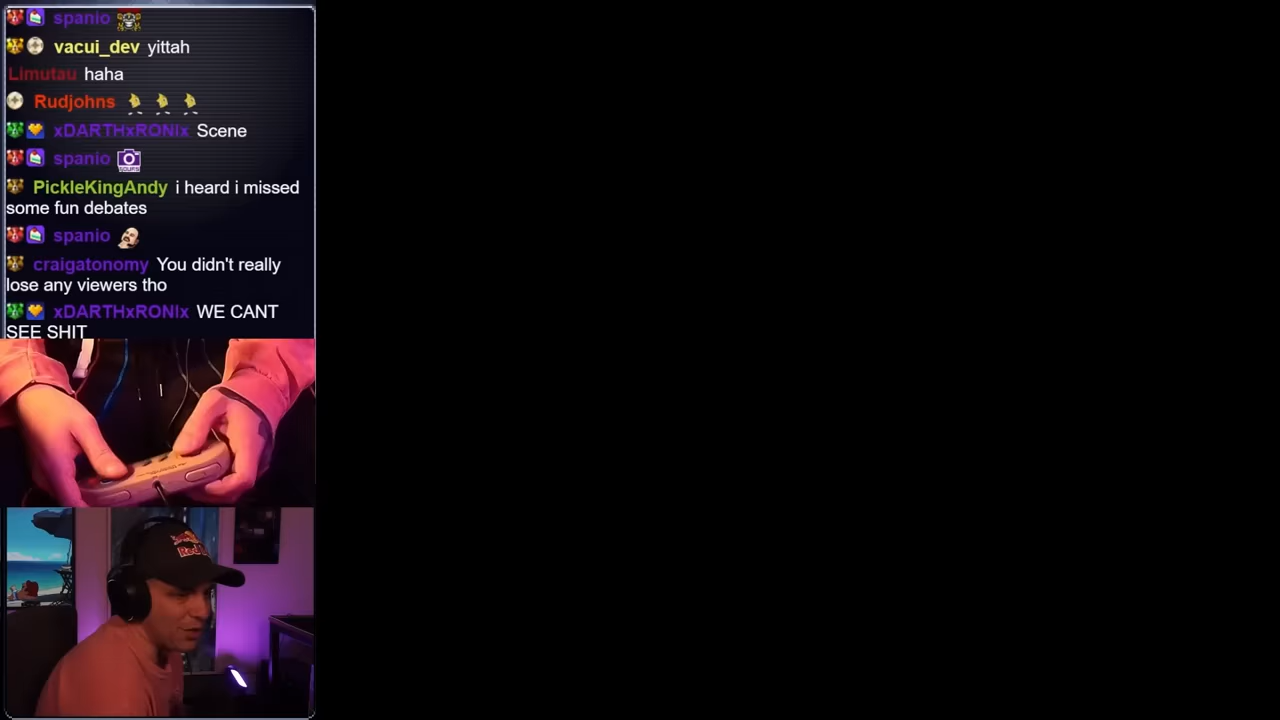 spanio
vacui_dev yittah
Limutau haha
Rudjohns
xDARTHxRONIx Scene
spanio
PickleKingAndy i heard i missed
some fun debates
spanio
craigatonomy You didn't really
lose any viewers tho
xDARTHxRONIx WE CANT
SEE SHIT